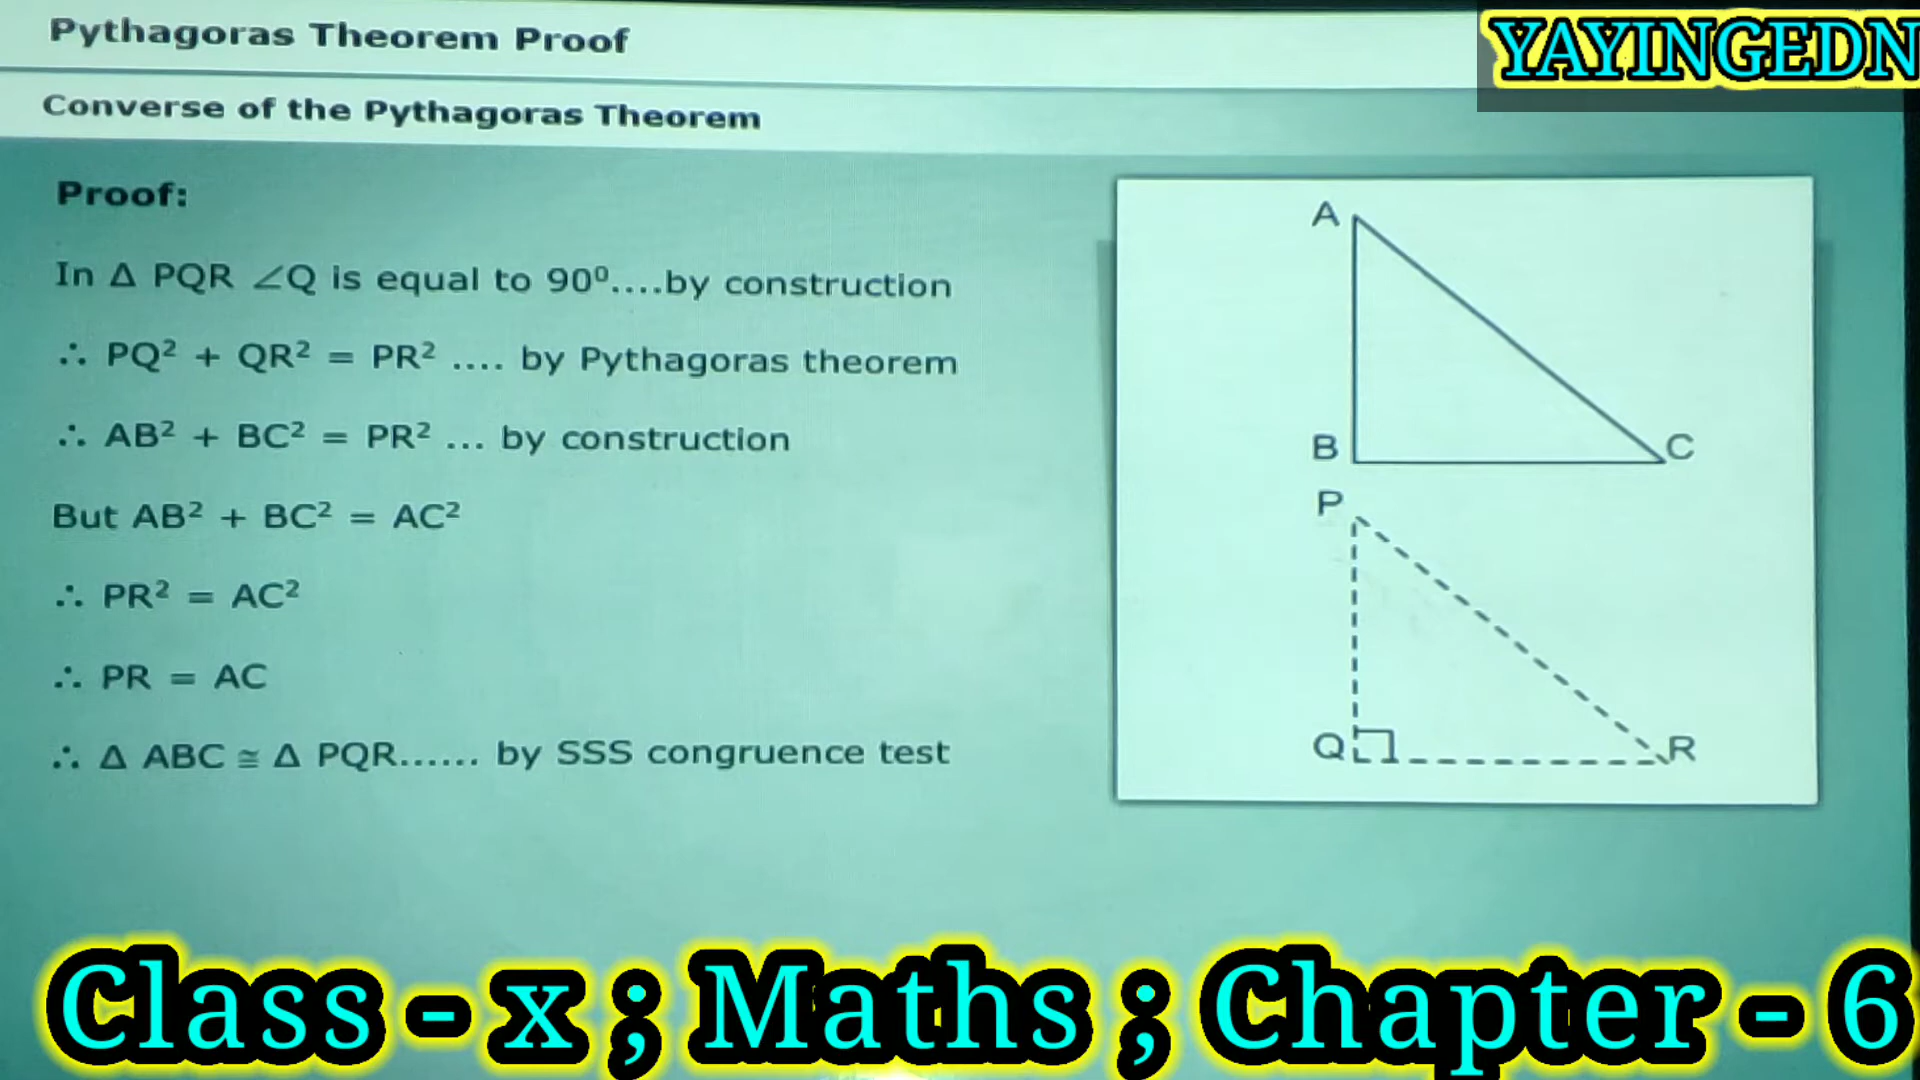 Pythagoras Theorem Proof
YAYINGEDN
Converse of the Pythagoras Theorem
Proof:
In Δ PQR ∠Q is equal to 90⁰....by construction
∴ PQ² + QR² = PR² .... by Pythagoras theorem
∴ AB² + BC² = PR² ... by construction
But AB² + BC² = AC²
∴ PR² = AC²
∴ PR = AC
∴ Δ ABC ≅ Δ PQR...... by SSS congruence test
A
B
C
P
Q
R
Class - x ; Maths ; Chapter - 6